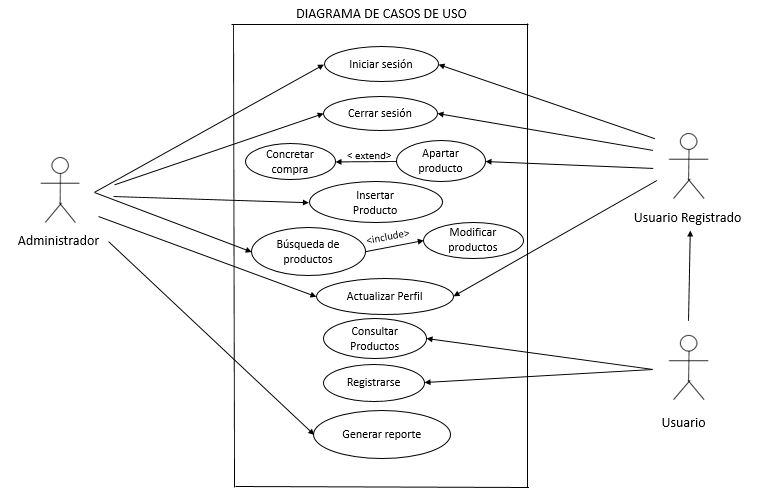 DIAGRAMA DE CASOS DE USO
Iniciar sesión
Cerrar sesión
Concretar
compra
< extend>
Apartar
producto
Insertar
Producto
Búsqueda de
productos
<include>
Modificar
productos
Actualizar Perfil
Consultar
Productos
Registrarse
Generar reporte
Administrador
Usuario Registrado
Usuario